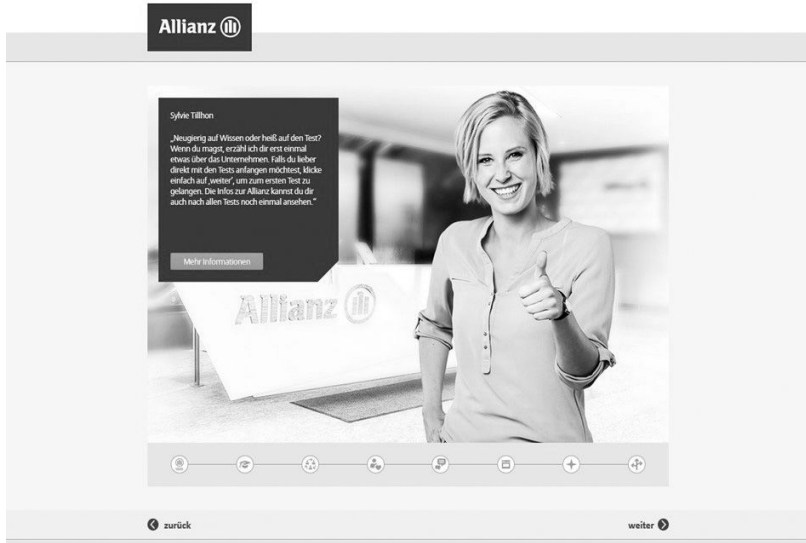 Allianz
Sylvie Tillhon
„Neugierig auf Wissen oder heiß auf den Test?
Wenn du magst, erzähl ich dir erst einmal
etwas über das Unternehmen. Falls du lieber
direkt mit den Tests anfangen möchtest, klicke
einfach auf ‚weiter‘, um zum ersten Test zu
gelangen. Die Infos zur Allianz kannst du dir
auch nach allen Tests noch einmal ansehen.“
Mehr Informationen
Allianz
zurück
weiter